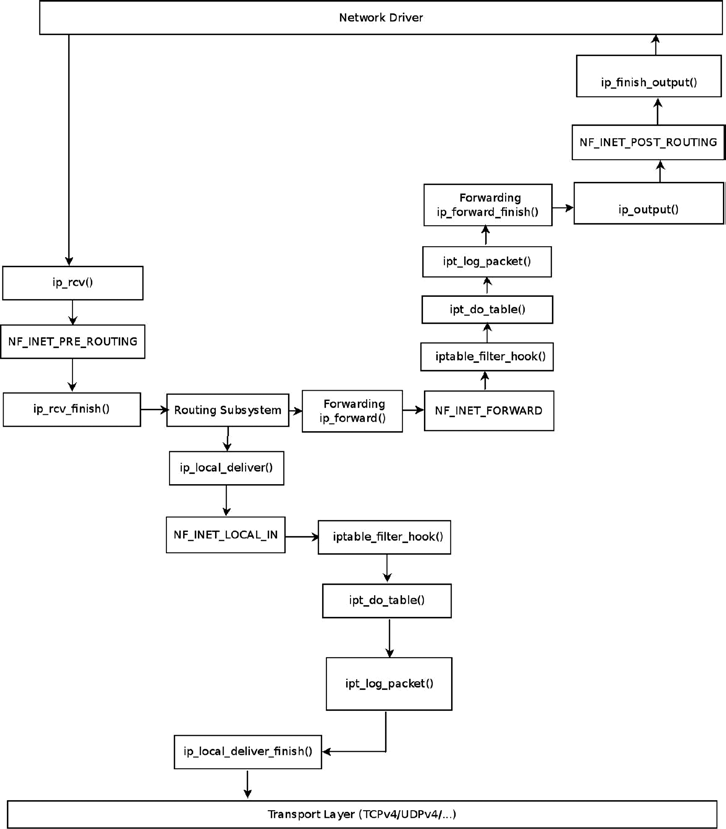 Network Driver
ip_finish_output()
NF_INET_POST_ROUTING
Forwarding
ip_forward_finish()
ip_output()
ipt_log_packet()
ip_rcv()
ipt_do_table()
NF_INET_PRE_ROUTING
iptable_filter_hook()
ip_rcv_finish()
Routing Subsystem
Forwarding
ip_forward()
NF_INET_FORWARD
ip_local_deliver()
NF_INET_LOCAL_IN
iptable_filter_hook()
ipt_do_table()
ipt_log_packet()
ip_local_deliver_finish()
Transport Layer (TCPv4/UDPv4/...)